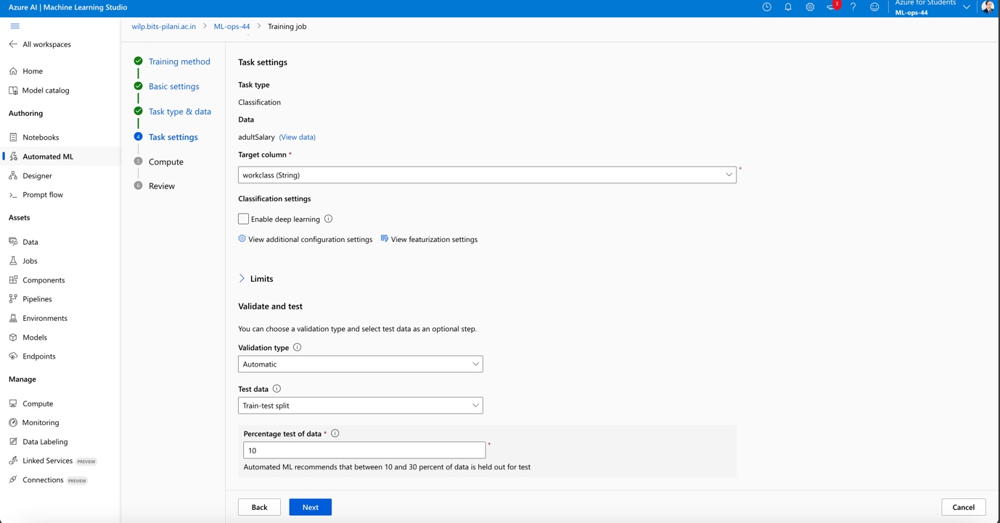 Azure AI | Machine Learning Studio
3
Azure for Students
ML-ops-44
wilp.bits-pilani.ac.in > ML-ops-44 > Training job
All workspaces
Home
Model catalog
Authoring
Notebooks
Automated ML
Designer
Prompt flow
Assets
Data
Jobs
Components
Pipelines
Environments
Models
Endpoints
Manage
Compute
Monitoring
Data Labeling
Linked Services PREVIEW
Connections PREVIEW
Training method
Basic settings
Task type & data
4 Task settings
5 Compute
6 Review
Task settings
Task type
Classification
Data
adultSalary (View data)
Target column *
workclass (String) *
Classification settings
Enable deep learning
View additional configuration settings View featurization settings
Limits
Validate and test
You can choose a validation type and select test data as an optional step.
Validation type
Automatic
Test data
Train-test split
Percentage test of data *
10 *
Automated ML recommends that between 10 and 30 percent of data is held out for test
Back Next Cancel